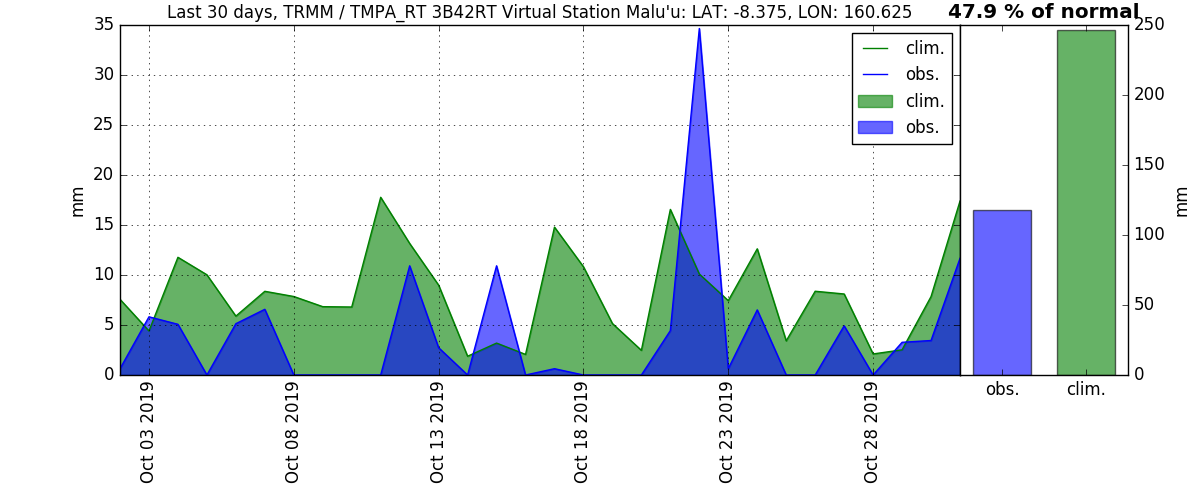 Last 30 days, TRMM / TMPA_RT 3B42RT Virtual Station Malu'u: LAT: -8.375, LON: 160.625
47.9 % of normal
35
30
25
20
15
10
5
0
mm
clim.
obs.
clim.
obs.
250
200
150
100
50
0
mm
obs.
clim.
Oct 03 2019
Oct 08 2019
Oct 13 2019
Oct 18 2019
Oct 23 2019
Oct 28 2019